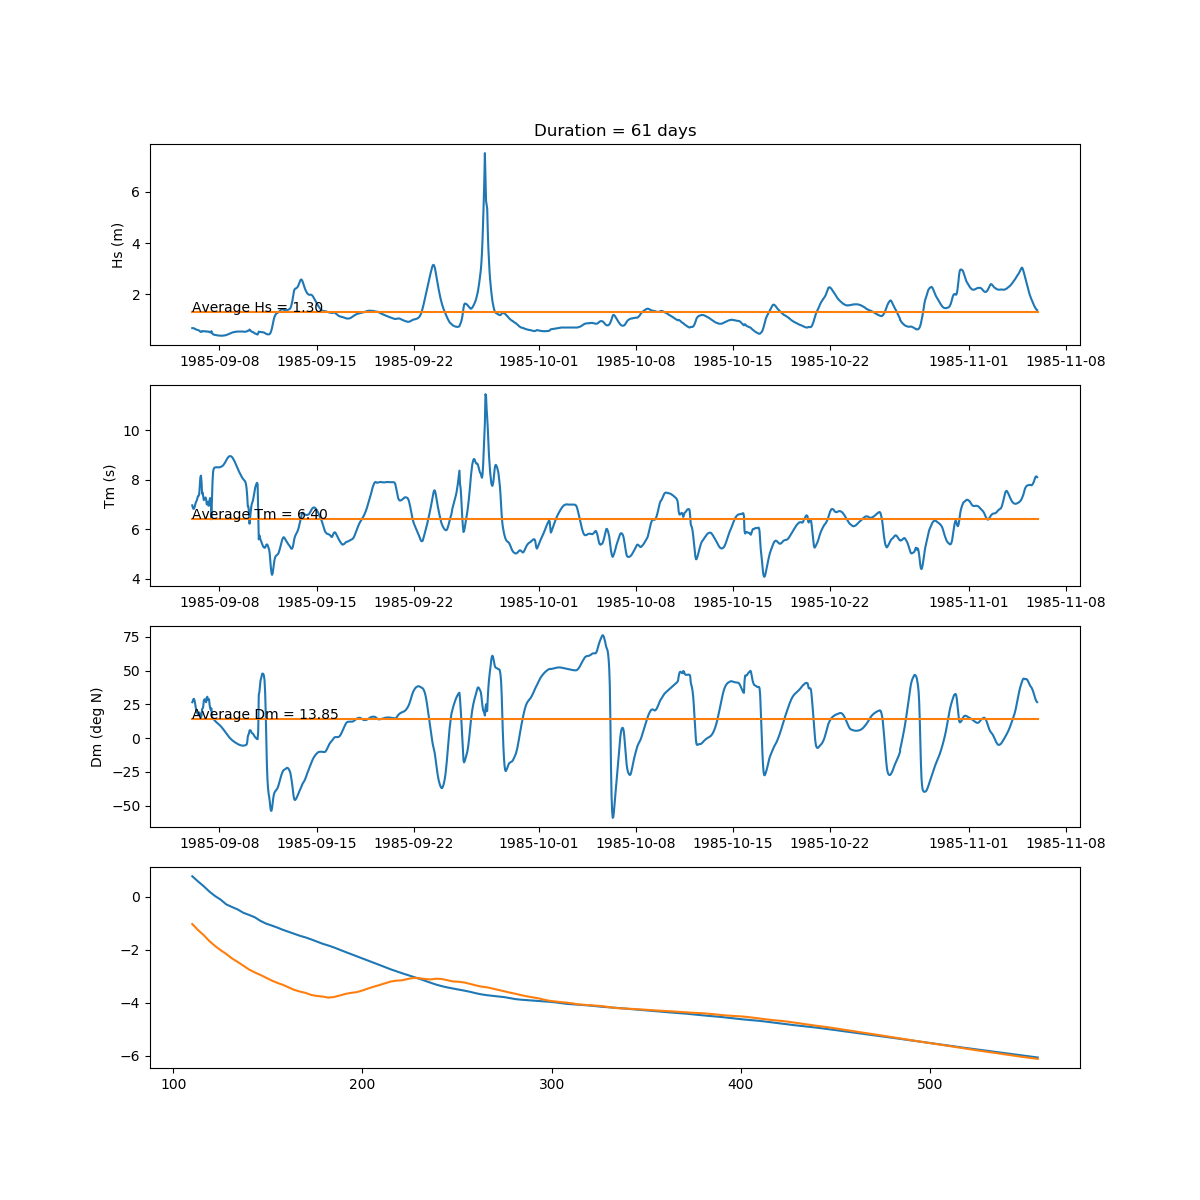 Duration = 61 days
6
4
2
Hs (m)
Average Hs = 1.30
1985-09-08 1985-09-15 1985-09-22 1985-10-01 1985-10-08 1985-10-15 1985-10-22 1985-11-01 1985-11-08
10
8
6
4
Tm (s)
Average Tm = 6.40
1985-09-08 1985-09-15 1985-09-22 1985-10-01 1985-10-08 1985-10-15 1985-10-22 1985-11-01 1985-11-08
75
50
25
0
−25
−50
Dm (deg N)
Average Dm = 13.85
1985-09-08 1985-09-15 1985-09-22 1985-10-01 1985-10-08 1985-10-15 1985-10-22 1985-11-01 1985-11-08
0
−2
−4
−6
100 200 300 400 500